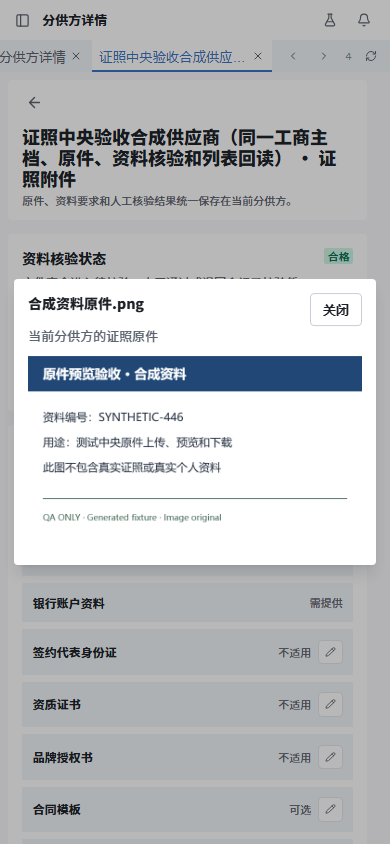 分供方详情
分供方详情 ×
证照中央验收合成供应... ×
4
证照中央验收合成供应商（同一工商主
档、原件、资料核验和列表回读） · 证
照附件
原件、资料要求和人工核验结果统一保存在当前分供方。
资料核验状态
合格
合成资料原件.png
关闭
当前分供方的证照原件
原件预览验收 · 合成资料
资料编号：SYNTHETIC-446
用途：测试中央原件上传、预览和下载
此图不包含真实证照或真实个人资料
QA ONLY · Generated fixture · Image original
银行账户资料 需提供
签约代表身份证 不适用
资质证书 不适用
品牌授权书 不适用
合同模板 可选